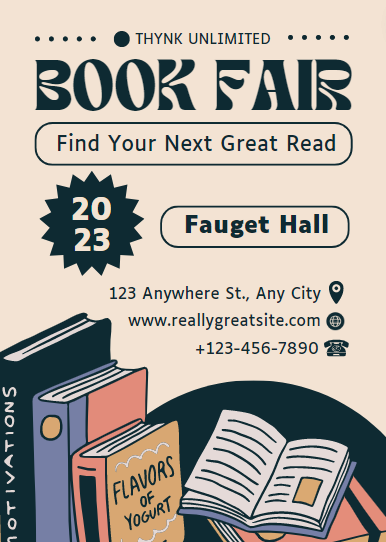 THYNK UNLIMITED
BOOK FAIR
Find Your Next Great Read
20
23
Fauget Hall
123 Anywhere St., Any City
www.reallygreatsite.com
+123-456-7890
MOTIVATIONS
FLAVORS
OF
YOGURT